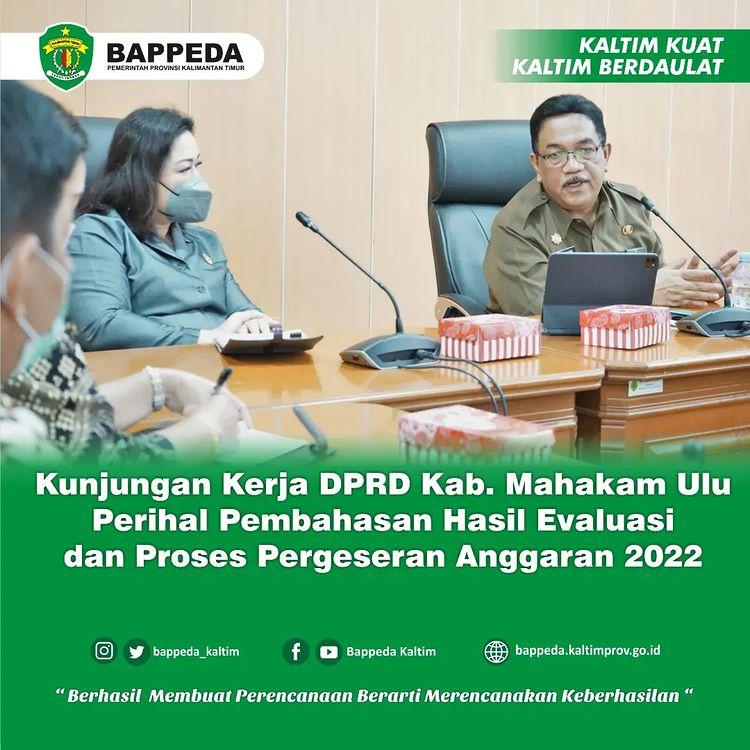 BAPPEDA
PEMERINTAH PROVINSI KALIMANTAN TIMUR
KALTIM KUAT
KALTIM BERDAULAT
Kunjungan Kerja DPRD Kab. Mahakam Ulu
Perihal Pembahasan Hasil Evaluasi
dan Proses Pergeseran Anggaran 2022
bappeda_kaltim
Bappeda Kaltim
bappeda.kaltimprov.go.id
“ Berhasil Membuat Perencanaan Berarti Merencanakan Keberhasilan “